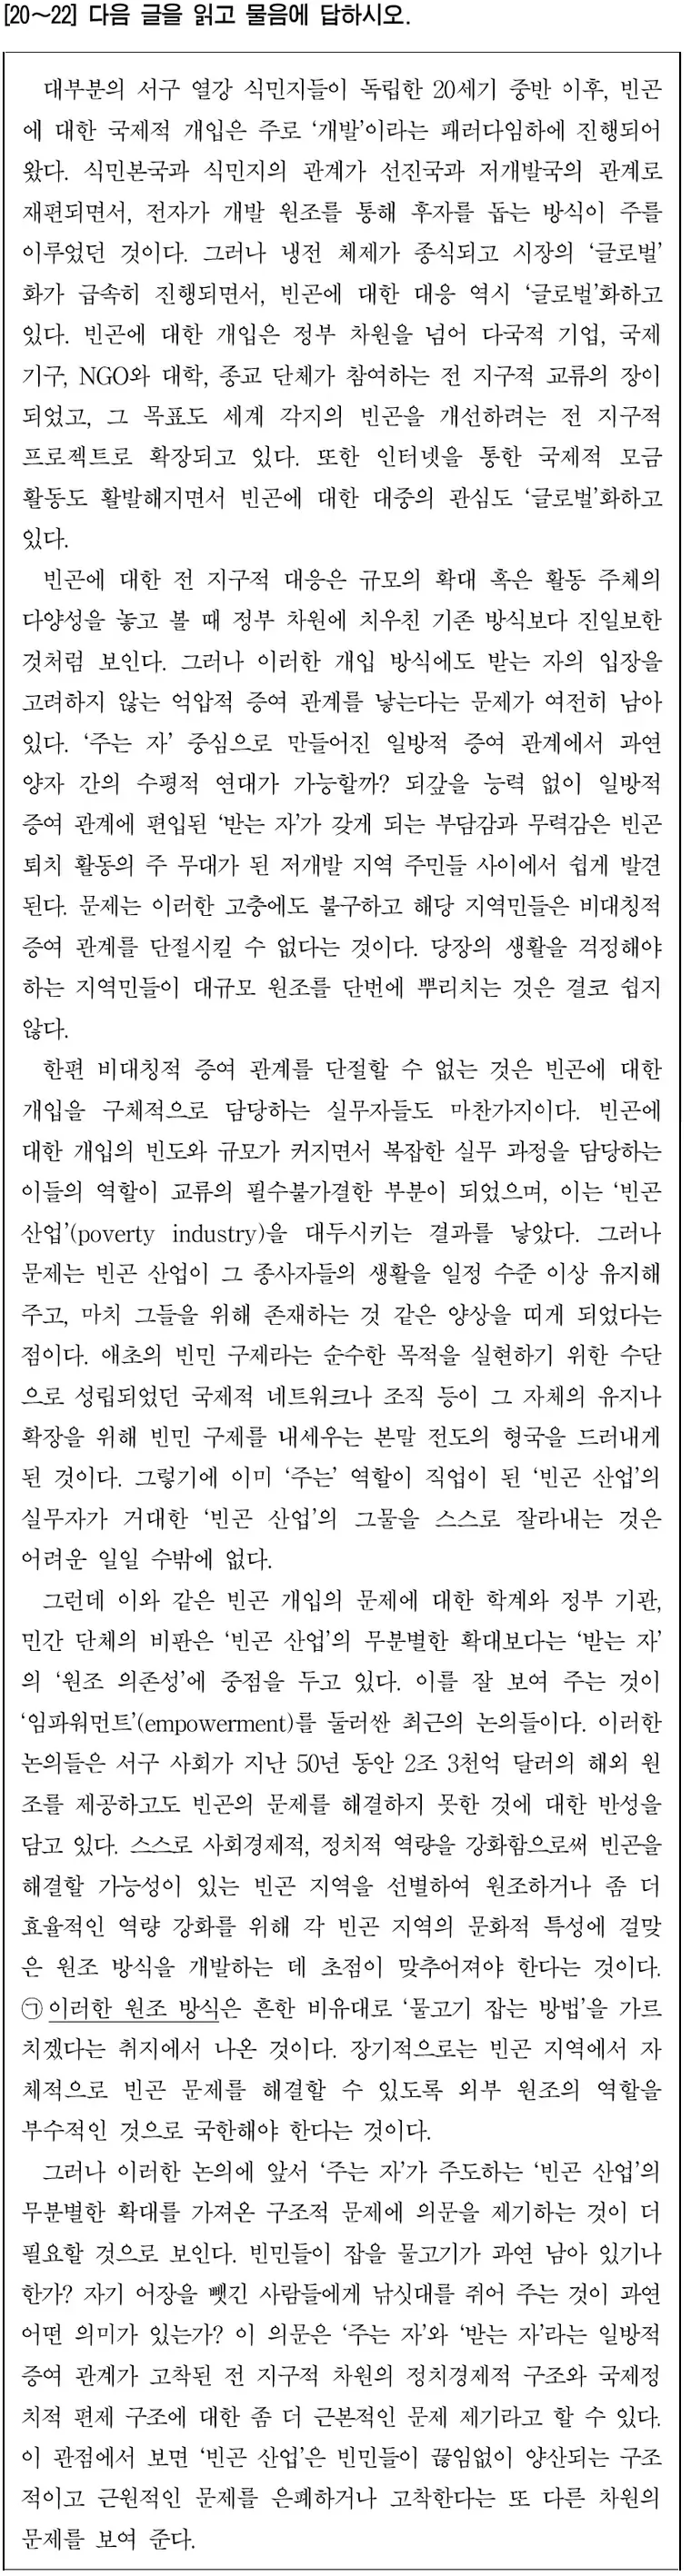 [20～22] 다음 글을 읽고 물음에 답하시오.
대부분의 서구 열강 식민지들이 독립한 20세기 중반 이후, 빈곤
에 대한 국제적 개입은 주로 ‘개발’이라는 패러다임하에 진행되어
왔다. 식민본국과 식민지의 관계가 선진국과 저개발국의 관계로
재편되면서, 전자가 개발 원조를 통해 후자를 돕는 방식이 주를
이루었던 것이다. 그러나 냉전 체제가 종식되고 시장의 ‘글로벌’
화가 급속히 진행되면서, 빈곤에 대한 대응 역시 ‘글로벌’화하고
있다. 빈곤에 대한 개입은 정부 차원을 넘어 다국적 기업, 국제
기구, NGO와 대학, 종교 단체가 참여하는 전 지구적 교류의 장이
되었고, 그 목표도 세계 각지의 빈곤을 개선하려는 전 지구적
프로젝트로 확장되고 있다. 또한 인터넷을 통한 국제적 모금
활동도 활발해지면서 빈곤에 대한 대중의 관심도 ‘글로벌’화하고
있다.
빈곤에 대한 전 지구적 대응은 규모의 확대 혹은 활동 주체의
다양성을 놓고 볼 때 정부 차원에 치우친 기존 방식보다 진일보한
것처럼 보인다. 그러나 이러한 개입 방식에도 받는 자의 입장을
고려하지 않는 억압적 증여 관계를 낳는다는 문제가 여전히 남아
있다. ‘주는 자’ 중심으로 만들어진 일방적 증여 관계에서 과연
양자 간의 수평적 연대가 가능할까? 되갚을 능력 없이 일방적
증여 관계에 편입된 ‘받는 자’가 갖게 되는 부담감과 무력감은 빈곤
퇴치 활동의 주 무대가 된 저개발 지역 주민들 사이에서 쉽게 발견
된다. 문제는 이러한 고충에도 불구하고 해당 지역민들은 비대칭적
증여 관계를 단절시킬 수 없다는 것이다. 당장의 생활을 걱정해야
하는 지역민들이 대규모 원조를 단번에 뿌리치는 것은 결코 쉽지
않다.
한편 비대칭적 증여 관계를 단절할 수 없는 것은 빈곤에 대한
개입을 구체적으로 담당하는 실무자들도 마찬가지이다. 빈곤에
대한 개입의 빈도와 규모가 커지면서 복잡한 실무 과정을 담당하는
이들의 역할이 교류의 필수불가결한 부분이 되었으며, 이는 ‘빈곤
산업’(poverty industry)을 대두시키는 결과를 낳았다. 그러나
문제는 빈곤 산업이 그 종사자들의 생활을 일정 수준 이상 유지해
주고, 마치 그들을 위해 존재하는 것 같은 양상을 띠게 되었다는
점이다. 애초의 빈민 구제라는 순수한 목적을 실현하기 위한 수단
으로 성립되었던 국제적 네트워크나 조직 등이 그 자체의 유지나
확장을 위해 빈민 구제를 내세우는 본말 전도의 형국을 드러내게
된 것이다. 그렇기에 이미 ‘주는’ 역할이 직업이 된 ‘빈곤 산업’의
실무자가 거대한 ‘빈곤 산업’의 그물을 스스로 잘라내는 것은
어려운 일일 수밖에 없다.
그런데 이와 같은 빈곤 개입의 문제에 대한 학계와 정부 기관,
민간 단체의 비판은 ‘빈곤 산업’의 무분별한 확대보다는 ‘받는 자’
의 ‘원조 의존성’에 중점을 두고 있다. 이를 잘 보여 주는 것이
‘임파워먼트’(empowerment)를 둘러싼 최근의 논의들이다. 이러한
논의들은 서구 사회가 지난 50년 동안 2조 3천억 달러의 해외 원
조를 제공하고도 빈곤의 문제를 해결하지 못한 것에 대한 반성을
담고 있다. 스스로 사회경제적, 정치적 역량을 강화함으로써 빈곤을
해결할 가능성이 있는 빈곤 지역을 선별하여 원조하거나 좀 더
효율적인 역량 강화를 위해 각 빈곤 지역의 문화적 특성에 걸맞
은 원조 방식을 개발하는 데 초점이 맞추어져야 한다는 것이다.
㉠ 이러한 원조 방식은 흔한 비유대로 ‘물고기 잡는 방법’을 가르
치겠다는 취지에서 나온 것이다. 장기적으로는 빈곤 지역에서 자
체적으로 빈곤 문제를 해결할 수 있도록 외부 원조의 역할을
부수적인 것으로 국한해야 한다는 것이다.
그러나 이러한 논의에 앞서 ‘주는 자’가 주도하는 ‘빈곤 산업’의
무분별한 확대를 가져온 구조적 문제에 의문을 제기하는 것이 더
필요할 것으로 보인다. 빈민들이 잡을 물고기가 과연 남아 있기나
한가? 자기 어장을 뺏긴 사람들에게 낚싯대를 쥐어 주는 것이 과연
어떤 의미가 있는가? 이 의문은 ‘주는 자’와 ‘받는 자’라는 일방적
증여 관계가 고착된 전 지구적 차원의 정치경제적 구조와 국제정
치적 편제 구조에 대한 좀 더 근본적인 문제 제기라고 할 수 있다.
이 관점에서 보면 ‘빈곤 산업’은 빈민들이 끊임없이 양산되는 구조
적이고 근원적인 문제를 은폐하거나 고착한다는 또 다른 차원의
문제를 보여 준다.